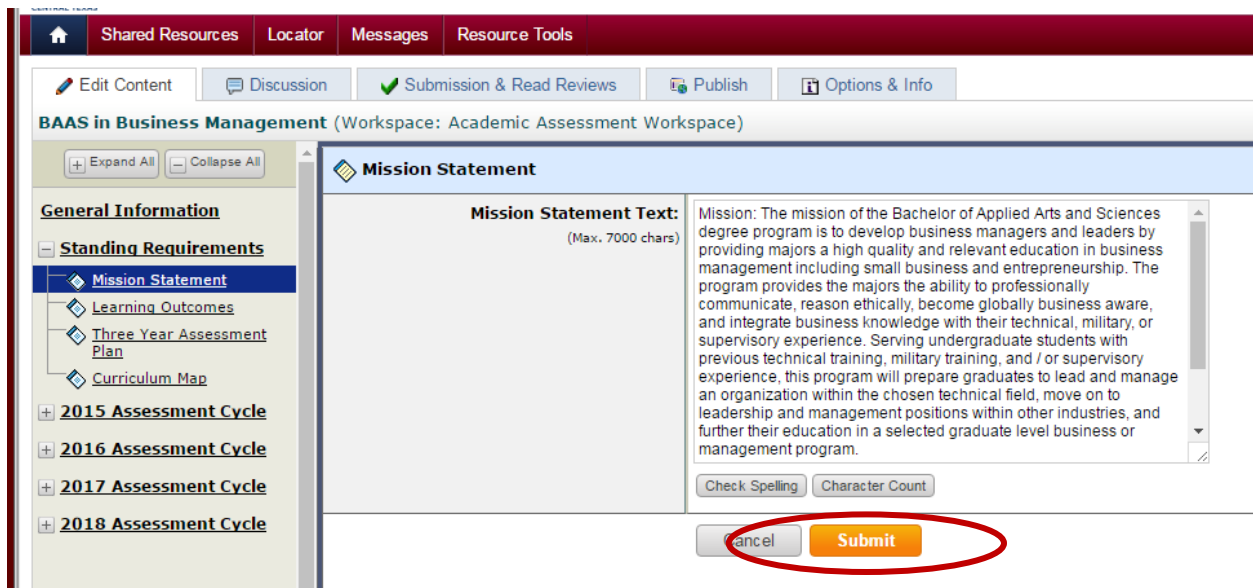 CENTRAL TEXAS
Shared Resources Locator Messages Resource Tools
Edit Content Discussion Submission & Read Reviews Publish Options & Info
BAAS in Business Management (Workspace: Academic Assessment Workspace)
Expand All Collapse All
General Information
Standing Requirements
Mission Statement
Learning Outcomes
Three Year Assessment
Plan
Curriculum Map
2015 Assessment Cycle
2016 Assessment Cycle
2017 Assessment Cycle
2018 Assessment Cycle
Mission Statement
Mission Statement Text:
(Max. 7000 chars)
Mission: The mission of the Bachelor of Applied Arts and Sciences
degree program is to develop business managers and leaders by
providing majors a high quality and relevant education in business
management including small business and entrepreneurship. The
program provides the majors the ability to professionally
communicate, reason ethically, become globally business aware,
and integrate business knowledge with their technical, military, or
supervisory experience. Serving undergraduate students with
previous technical training, military training, and / or supervisory
experience, this program will prepare graduates to lead and manage
an organization within the chosen technical field, move on to
leadership and management positions within other industries, and
further their education in a selected graduate level business or
management program.
Check Spelling Character Count
Cancel Submit